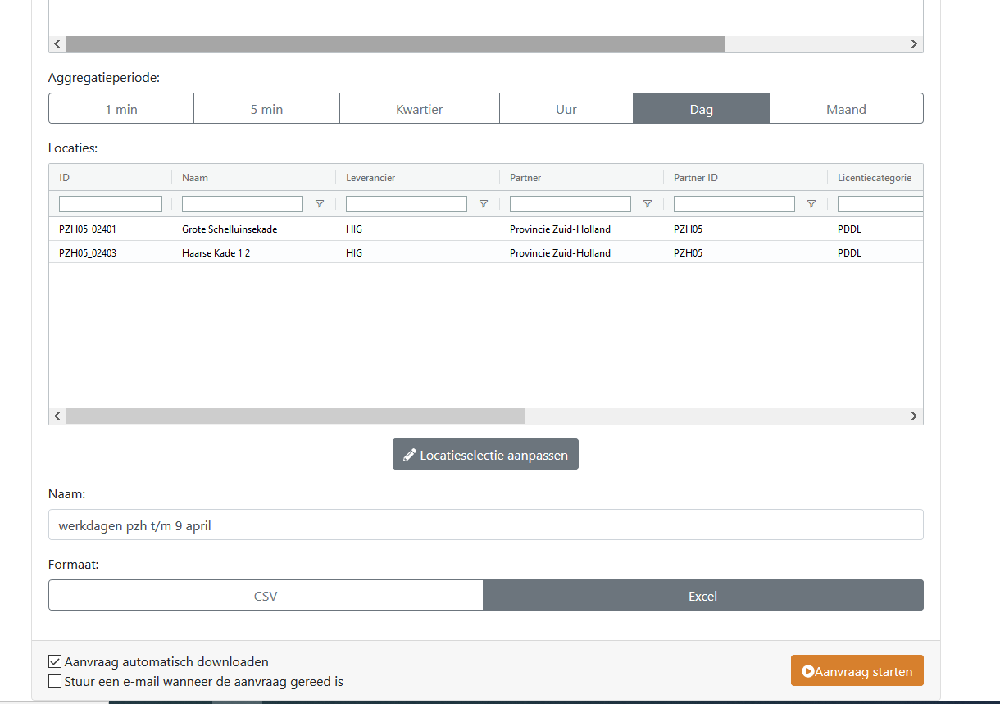 Aggregatieperiode:
1 min 5 min Kwartier Uur Dag Maand
Locaties:
ID Naam Leverancier Partner Partner ID Licentiecategorie
PZH05_02401 Grote Schelluinsekade HIG Provincie Zuid-Holland PZH05 PDDL
PZH05_02403 Haarse Kade 1 2 HIG Provincie Zuid-Holland PZH05 PDDL
Locatieselectie aanpassen
Naam:
werkdagen pzh t/m 9 april
Formaat:
CSV Excel
Aanvraag automatisch downloaden
Stuur een e-mail wanneer de aanvraag gereed is
Aanvraag starten